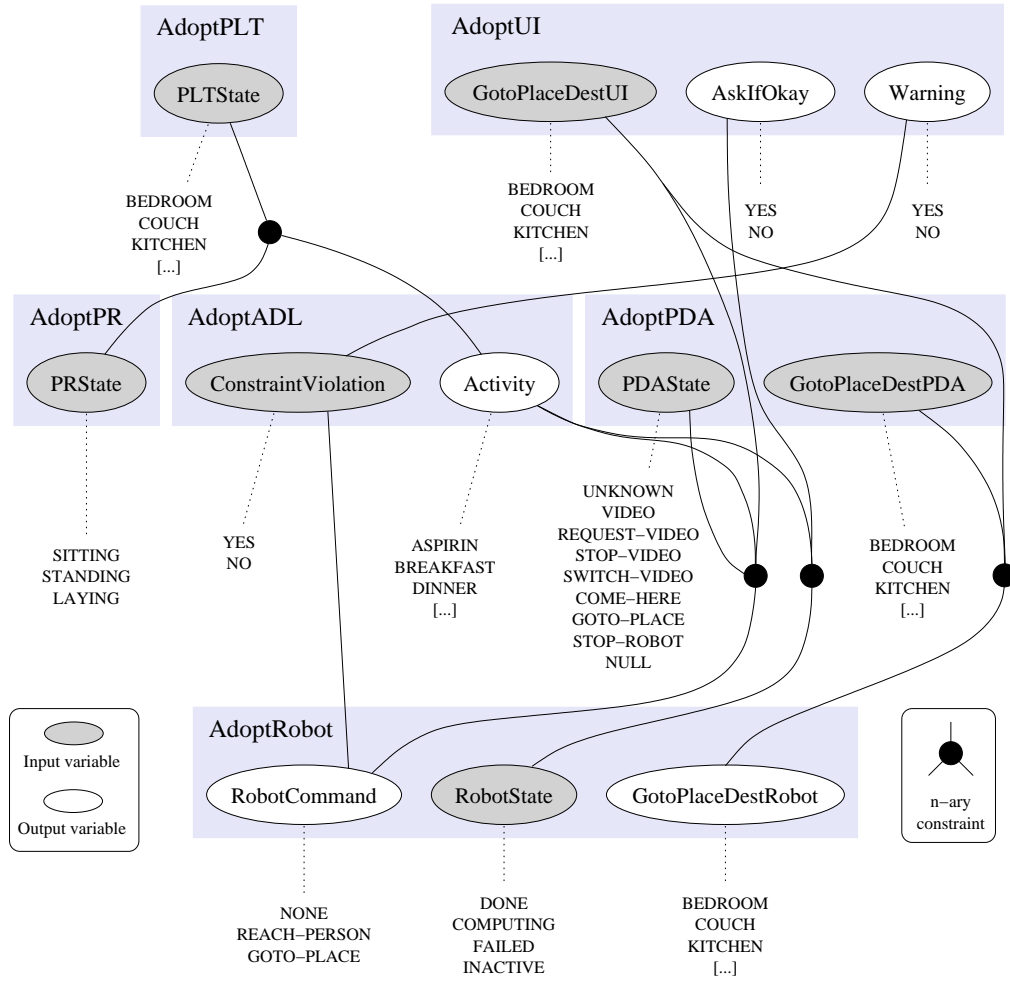 AdoptPLT
AdoptUI
PLTState
GotoPlaceDestUI
AskIfOkay
Warning
BEDROOM
COUCH
KITCHEN
[...]
BEDROOM
COUCH
KITCHEN
[...]
YES
NO
YES
NO
AdoptPR
AdoptADL
AdoptPDA
PRState
ConstraintViolation
Activity
PDAState
GotoPlaceDestPDA
SITTING
STANDING
LAYING
YES
NO
ASPIRIN
BREAKFAST
DINNER
[...]
UNKNOWN
VIDEO
REQUEST−VIDEO
STOP−VIDEO
SWITCH−VIDEO
COME−HERE
GOTO−PLACE
STOP−ROBOT
NULL
BEDROOM
COUCH
KITCHEN
[...]
Input variable
Output variable
AdoptRobot
RobotCommand
RobotState
GotoPlaceDestRobot
n−ary
constraint
NONE
REACH−PERSON
GOTO−PLACE
DONE
COMPUTING
FAILED
INACTIVE
BEDROOM
COUCH
KITCHEN
[...]